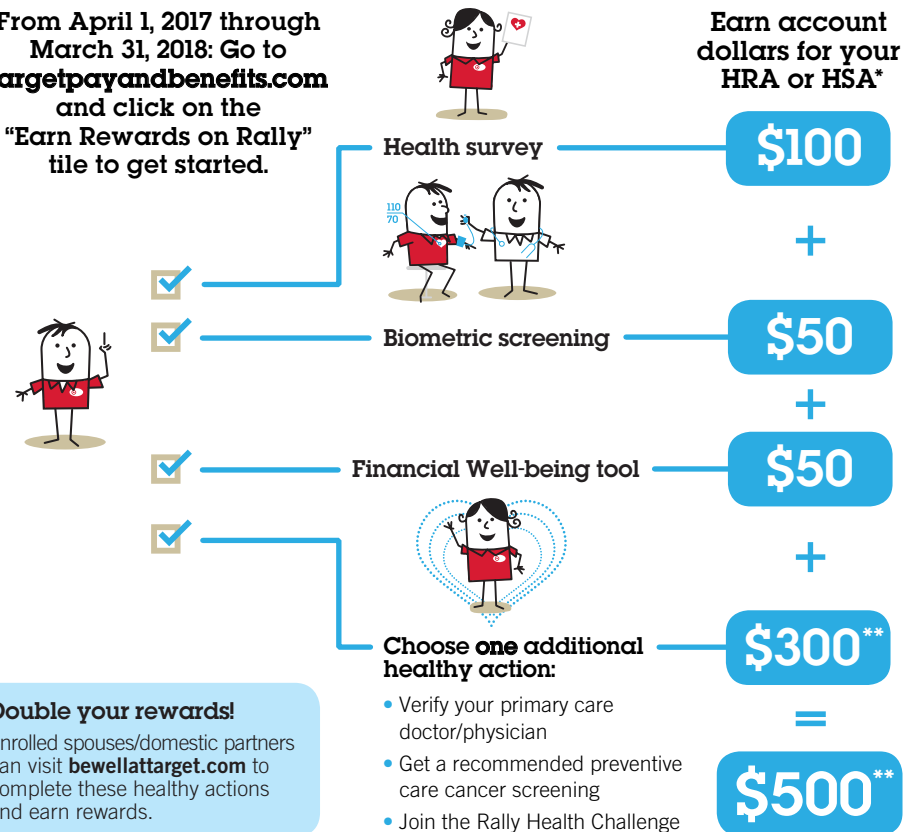 From April 1, 2017 through
March 31, 2018: Go to
argetpayandbenefits.com
and click on the
“Earn Rewards on Rally”
tile to get started.
Earn account
dollars for your
HRA or HSA*
Health survey
$100
110
70
+
Biometric screening
$50
+
Financial Well-being tool
$50
+
Choose one additional
healthy action:
$300**
• Verify your primary care
doctor/physician
• Get a recommended preventive
care cancer screening
• Join the Rally Health Challenge
=
$500**
Double your rewards!
nrolled spouses/domestic partners
an visit bewellattarget.com to
omplete these healthy actions
nd earn rewards.